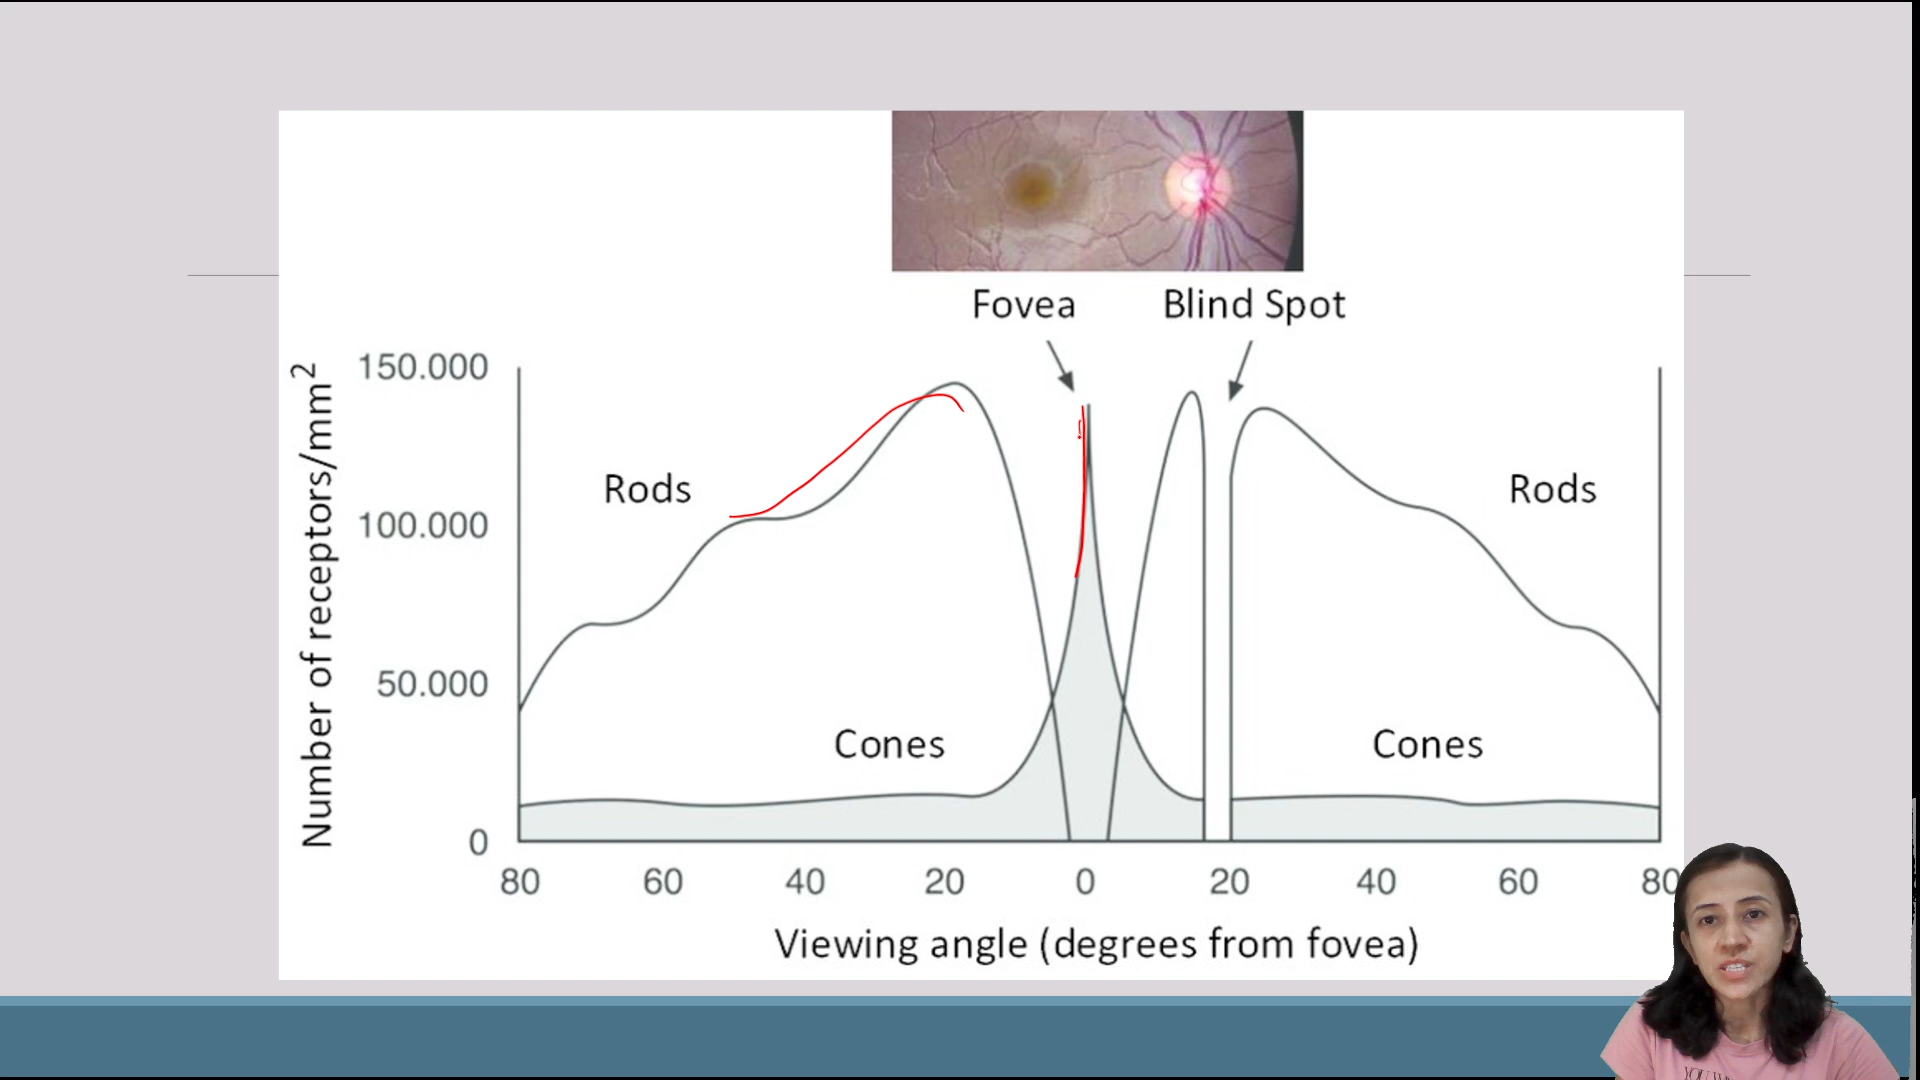 Fovea
Blind Spot
Number of receptors/mm²
150.000
100.000
50.000
0
Rods
Rods
Cones
Cones
80 60 40 20 0 20 40 60 80
Viewing angle (degrees from fovea)